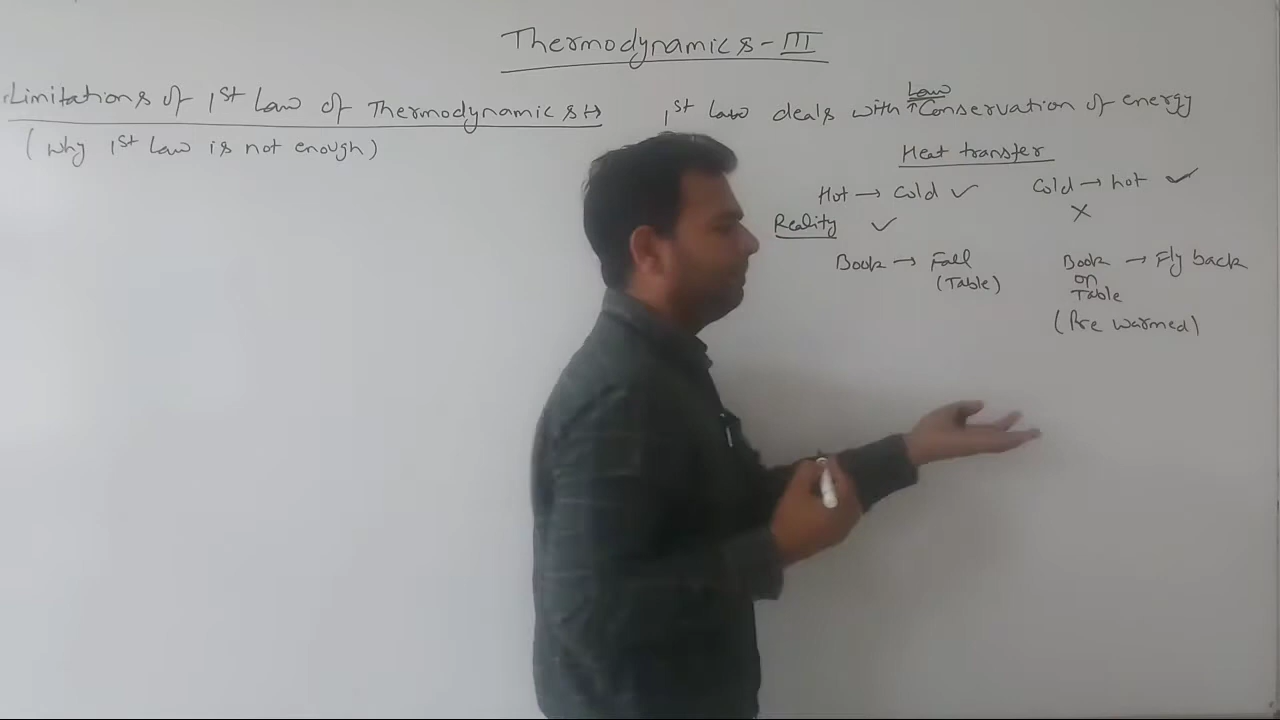 Thermodynamics - III
Limitations of 1st Law of Thermodynamics ↦
(why 1st Law is not enough)
1st law deals with Law Conservation of energy
Heat transfer
Hot → cold ✓
Cold → hot ✓
Reality ✓
✗
Book → Fall
(Table)
Book → Fly back
on
Table
(Pre warmed)